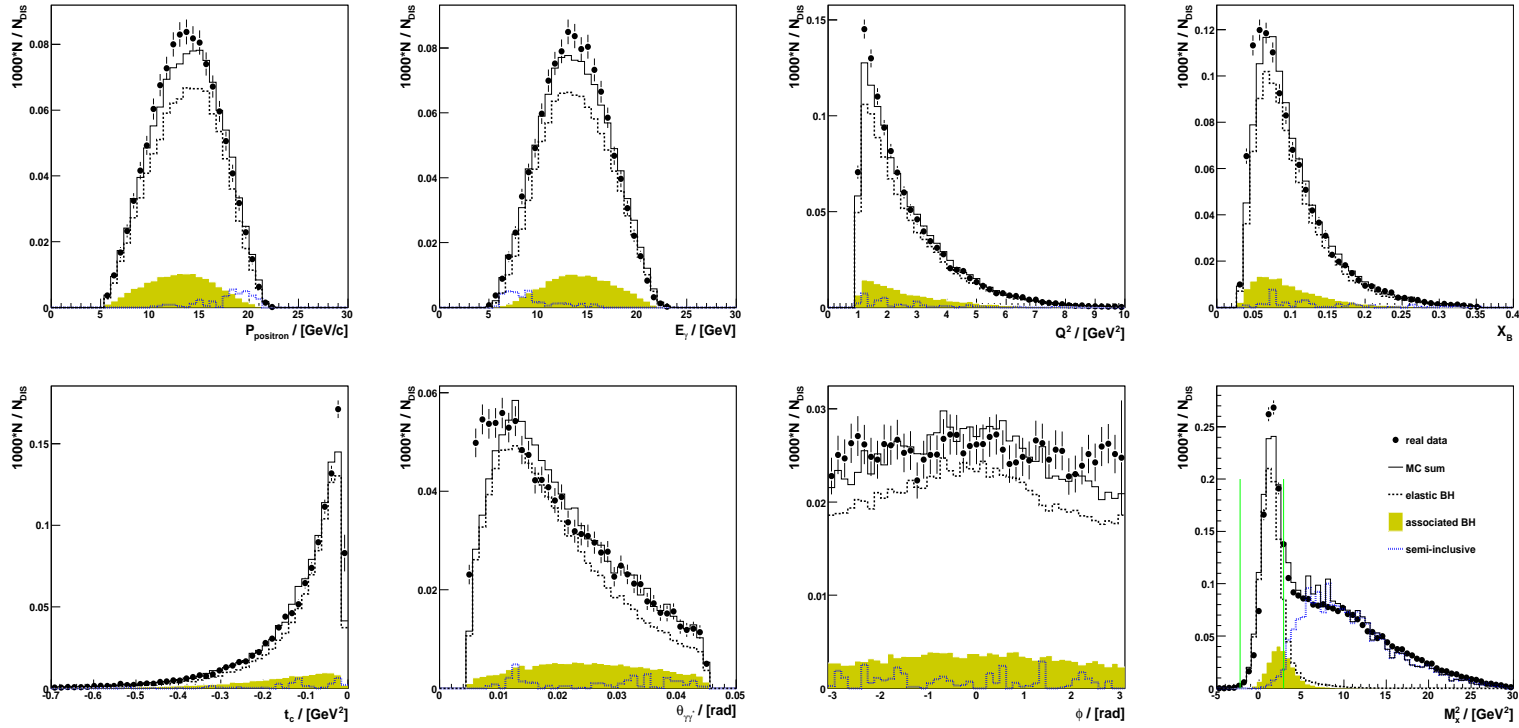 1000*N / N_DIS
0.08
0.06
0.04
0.02
0
0 5 10 15 20 25 30
P_positron / [GeV/c]
1000*N / N_DIS
0.08
0.06
0.04
0.02
0
0 5 10 15 20 25 30
E_γ / [GeV]
1000*N / N_DIS
0.15
0.1
0.05
0
0 1 2 3 4 5 6 7 8 9 10
Q² / [GeV²]
1000*N / N_DIS
0.12
0.1
0.08
0.06
0.04
0.02
0
0 0.05 0.1 0.15 0.2 0.25 0.3 0.35 0.4
X_B
1000*N / N_DIS
0.15
0.1
0.05
0
-0.7 -0.6 -0.5 -0.4 -0.3 -0.2 -0.1 0
t_c / [GeV²]
1000*N / N_DIS
0.06
0.04
0.02
0
0 0.01 0.02 0.03 0.04 0.05
θ_γγ* / [rad]
1000*N / N_DIS
0.03
0.02
0.01
0
-3 -2 -1 0 1 2 3
ϕ / [rad]
1000*N / N_DIS
0.25
0.2
0.15
0.1
0.05
0
-5 0 5 10 15 20 25 30
M_x² / [GeV²]
real data
MC sum
elastic BH
associated BH
semi-inclusive